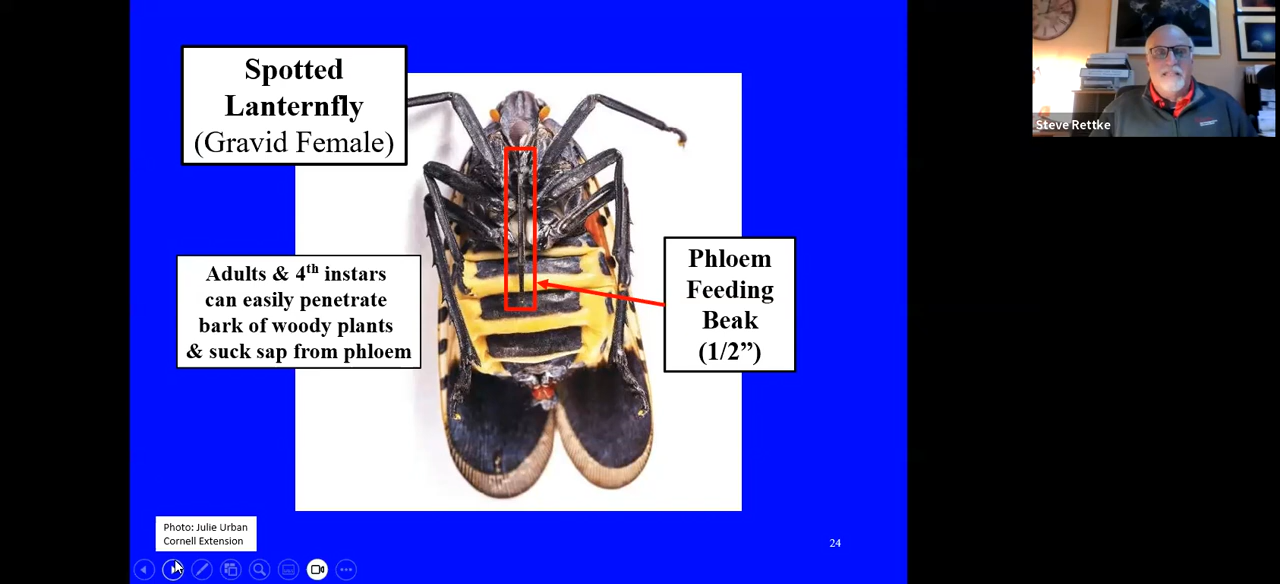 Spotted
Lanternfly
(Gravid Female)
Steve Rettke
Adults & 4th instars
can easily penetrate
bark of woody plants
& suck sap from phloem
Phloem
Feeding
Beak
(1/2”)
Photo: Julie Urban
Cornell Extension
24